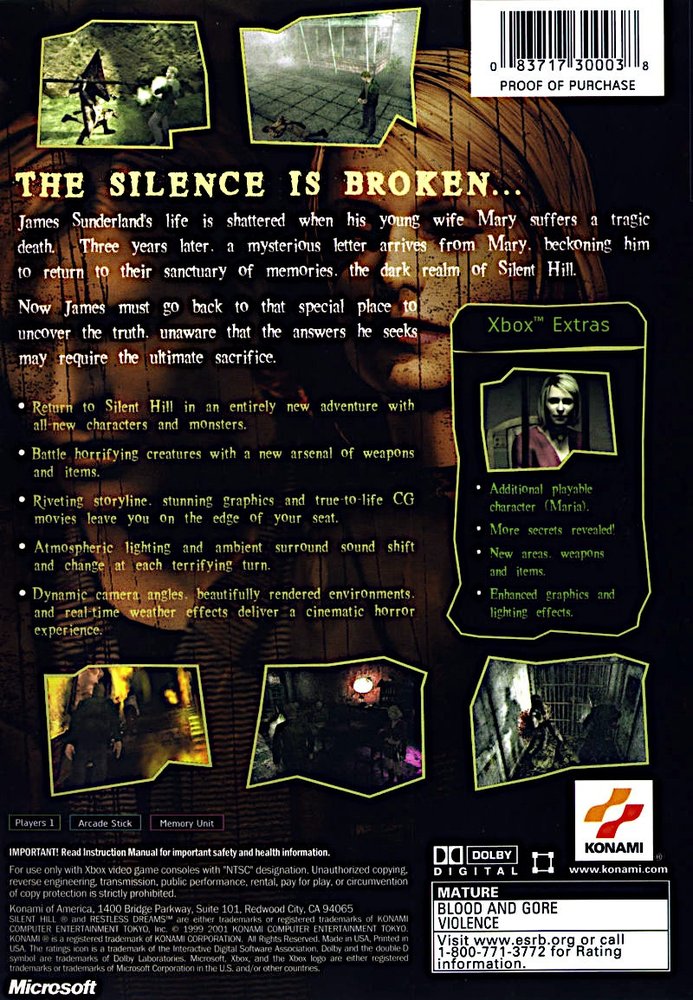 0 83717 30003 8
PROOF OF PURCHASE
THE SILENCE IS BROKEN...
James Sunderland's life is shattered when his young wife Mary suffers a tragic
death. Three years later, a mysterious letter arrives from Mary, beckoning him
to return to their sanctuary of memories, the dark realm of Silent Hill.
Now James must go back to that special place to
uncover the truth, unaware that the answers he seeks
may require the ultimate sacrifice.
• Return to Silent Hill in an entirely new adventure with
all-new characters and monsters.
• Battle horrifying creatures with a new arsenal of weapons
and items.
• Riveting storyline, stunning graphics and true-to-life CG
movies leave you on the edge of your seat.
• Atmospheric lighting and ambient surround sound shift
and change at each terrifying turn.
• Dynamic camera angles, beautifully rendered environments,
and real-time weather effects deliver a cinematic horror
experience.
Xbox™ Extras
• Additional playable
character (Maria).
• More secrets revealed!
• New areas, weapons
and items.
• Enhanced graphics and
lighting effects.
Players 1
Arcade Stick
Memory Unit
IMPORTANT! Read Instruction Manual for important safety and health information.
For use only with Xbox video game consoles with "NTSC" designation. Unauthorized copying,
reverse engineering, transmission, public performance, rental, pay for play, or circumvention
of copy protection is strictly prohibited.
Konami of America, 1400 Bridge Parkway, Suite 101, Redwood City, CA 94065
SILENT HILL ® and RESTLESS DREAMS™ are either trademarks or registered trademarks of KONAMI
COMPUTER ENTERTAINMENT TOKYO, Inc. © 1999 2001 KONAMI COMPUTER ENTERTAINMENT TOKYO.
KONAMI ® is a registered trademark of KONAMI CORPORATION. All Rights Reserved. Made in USA, Printed in
USA. The ratings icon is a trademark of the Interactive Digital Software Association. Dolby and the double-D
symbol are trademarks of Dolby Laboratories. Microsoft, Xbox, and the Xbox logo are either registered
trademarks or trademarks of Microsoft Corporation in the U.S. and/or other countries.
Microsoft
DOLBY
DIGITAL
KONAMI®
www.konami.com
MATURE
BLOOD AND GORE
VIOLENCE
Visit www.esrb.org or call
1-800-771-3772 for Rating
information.